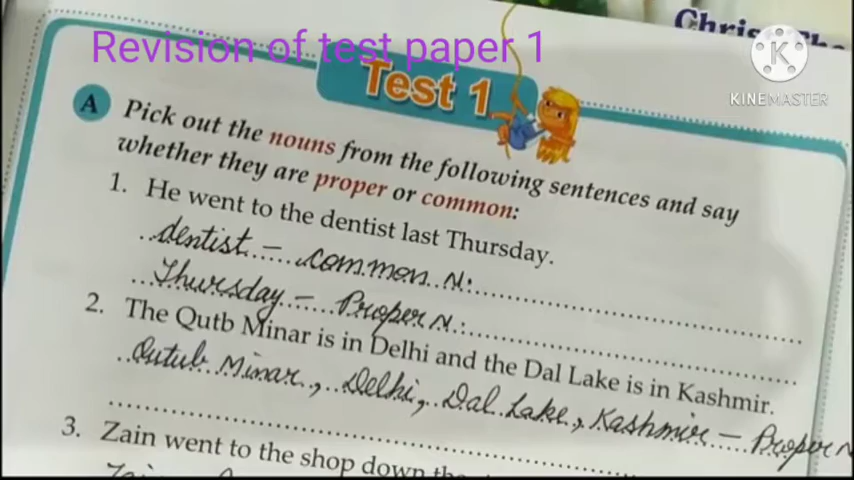 Revision of test paper 1
Test 1
KINEMASTER
A Pick out the nouns from the following sentences and say
whether they are proper or common:
1. He went to the dentist last Thursday.
dentist – common N:
Thursday – Proper N:
2. The Qutb Minar is in Delhi and the Dal Lake is in Kashmir.
Qutub Minar, Delhi, Dal Lake, Kashmir – Proper N
3. Zain went to the shop down